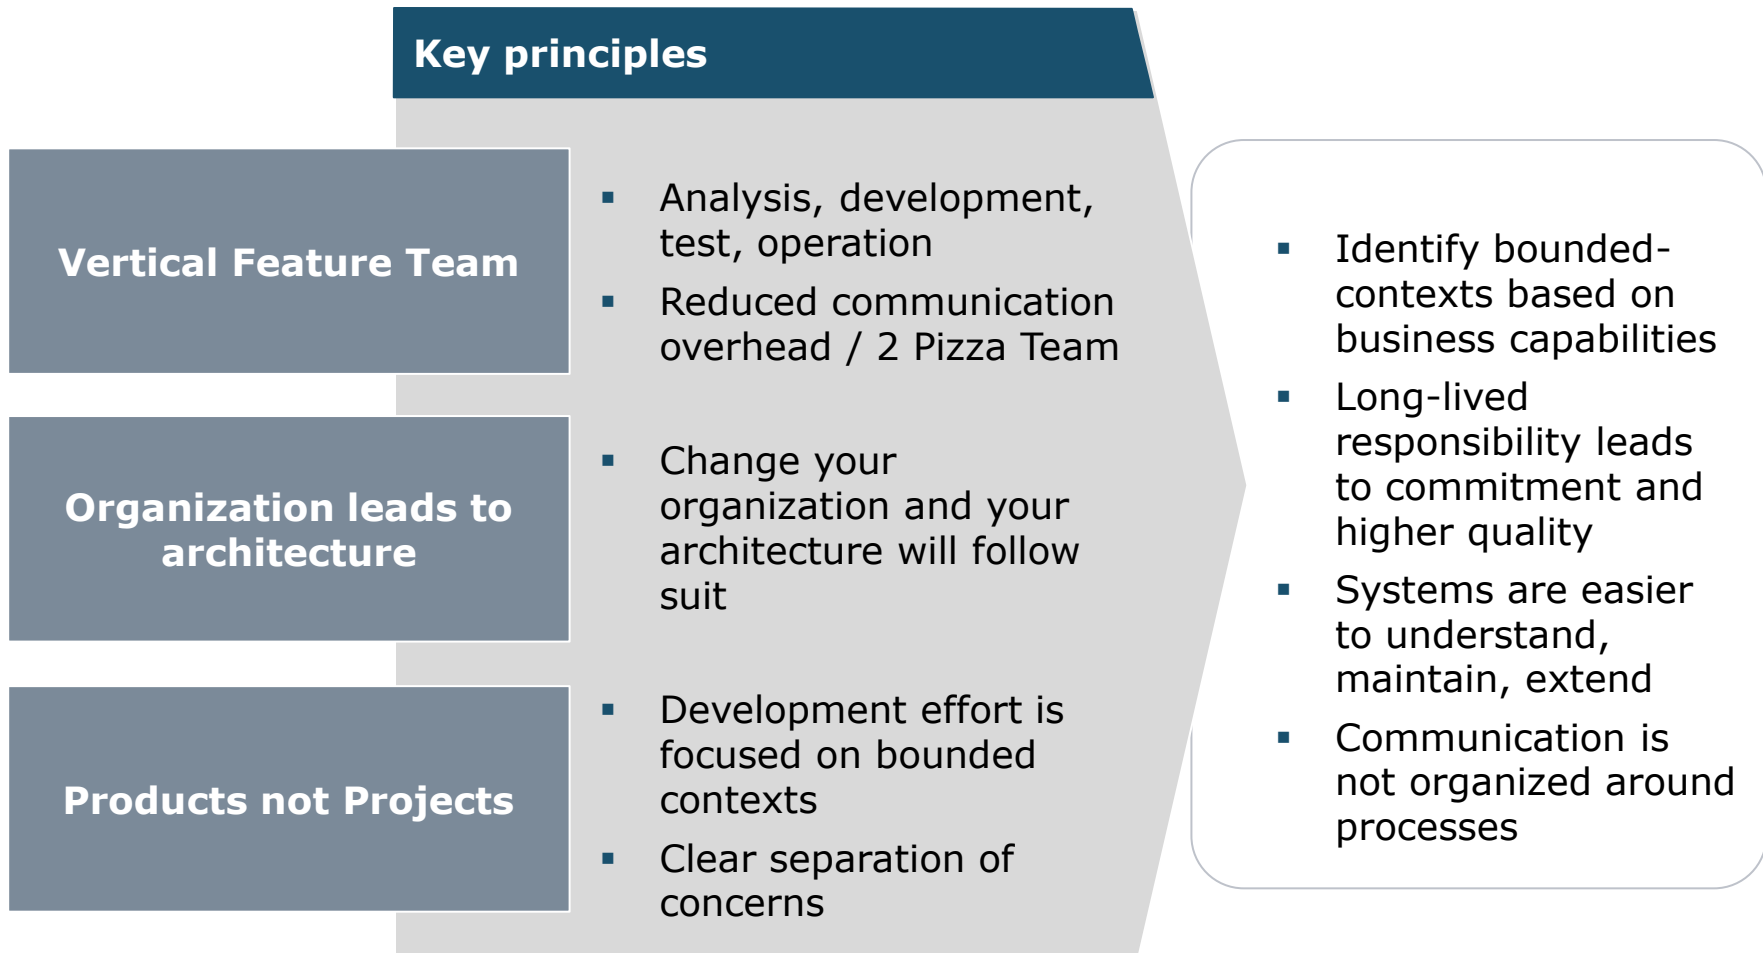 Key principles
Vertical Feature Team
▪ Analysis, development,
test, operation
▪ Reduced communication
overhead / 2 Pizza Team
Organization leads to
architecture
▪ Change your
organization and your
architecture will follow
suit
Products not Projects
▪ Development effort is
focused on bounded
contexts
▪ Clear separation of
concerns
▪ Identify bounded-
contexts based on
business capabilities
▪ Long-lived
responsibility leads
to commitment and
higher quality
▪ Systems are easier
to understand,
maintain, extend
▪ Communication is
not organized around
processes